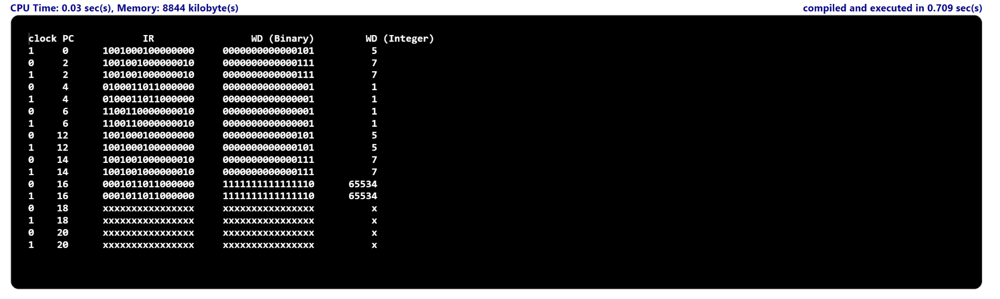 CPU Time: 0.03 sec(s), Memory: 8844 kilobyte(s) compiled and executed in 0.709 sec(s)
clock PC IR WD (Binary) WD (Integer)
1 0 1001000100000000 0000000000000101 5
0 2 1001001000000010 0000000000000111 7
1 2 1001001000000010 0000000000000111 7
0 4 0100011011000000 0000000000000001 1
1 4 0100011011000000 0000000000000001 1
0 6 1100110000000010 0000000000000001 1
1 6 1100110000000010 0000000000000001 1
0 12 1001000100000000 0000000000000101 5
1 12 1001000100000000 0000000000000101 5
0 14 1001001000000010 0000000000000111 7
1 14 1001001000000010 0000000000000111 7
0 16 0001011011000000 1111111111111110 65534
1 16 0001011011000000 1111111111111110 65534
0 18 xxxxxxxxxxxxxxxx xxxxxxxxxxxxxxxx x
1 18 xxxxxxxxxxxxxxxx xxxxxxxxxxxxxxxx x
0 20 xxxxxxxxxxxxxxxx xxxxxxxxxxxxxxxx x
1 20 xxxxxxxxxxxxxxxx xxxxxxxxxxxxxxxx x